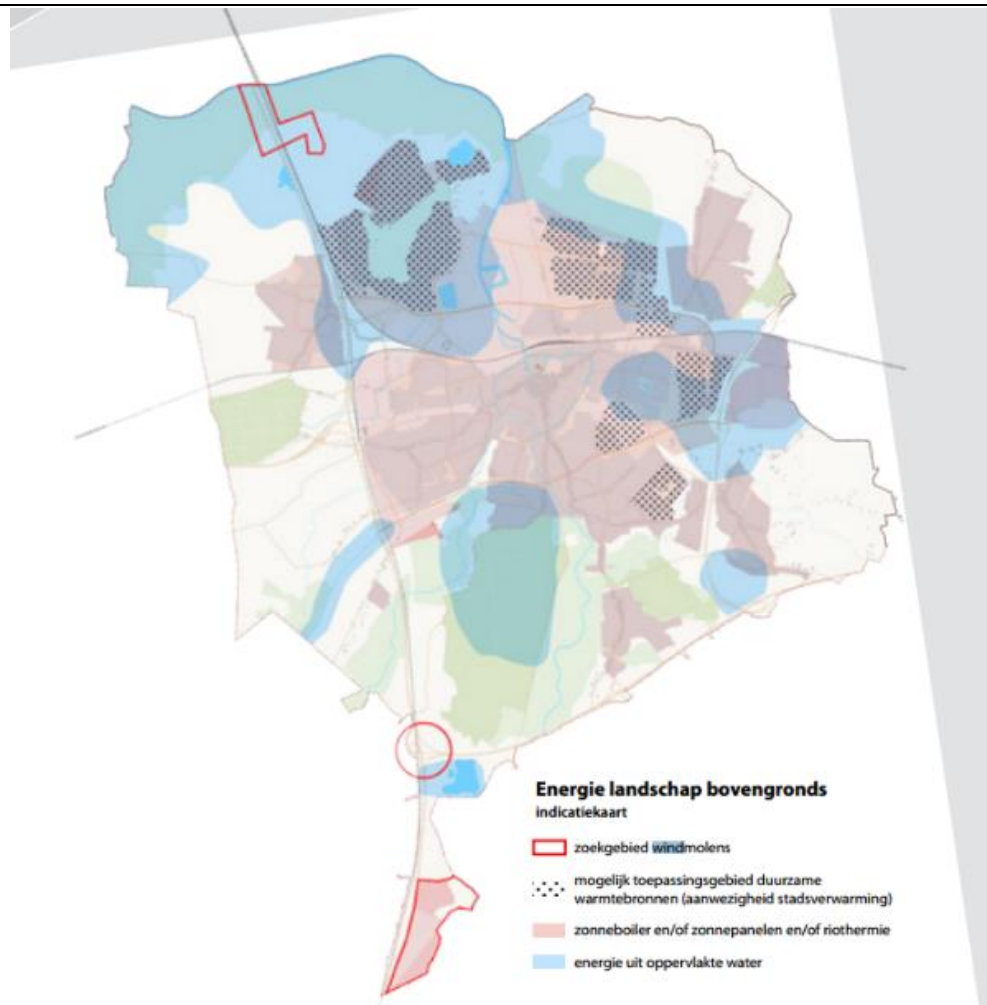 Energie landschap bovengronds
indicatiekaart
zoekgebied windmolens
mogelijk toepassingsgebied duurzame
warmtebronnen (aanwezigheid stadsverwarming)
zonneboiler en/of zonnepanelen en/of riothermie
energie uit oppervlakte water